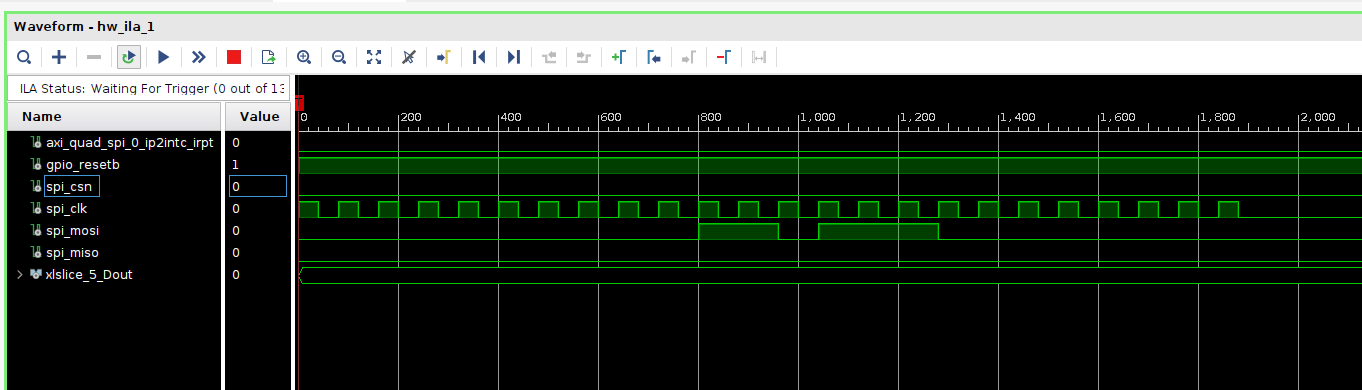 Waveform - hw_ila_1
ILA Status: Waiting For Trigger (0 out of 13
Name Value
0 200 400 600 800 1,000 1,200 1,400 1,600 1,800 2,000
axi_quad_spi_0_ip2intc_irpt 0
gpio_resetb 1
spi_csn 0
spi_clk 0
spi_mosi 0
spi_miso 0
xlslice_5_Dout 0